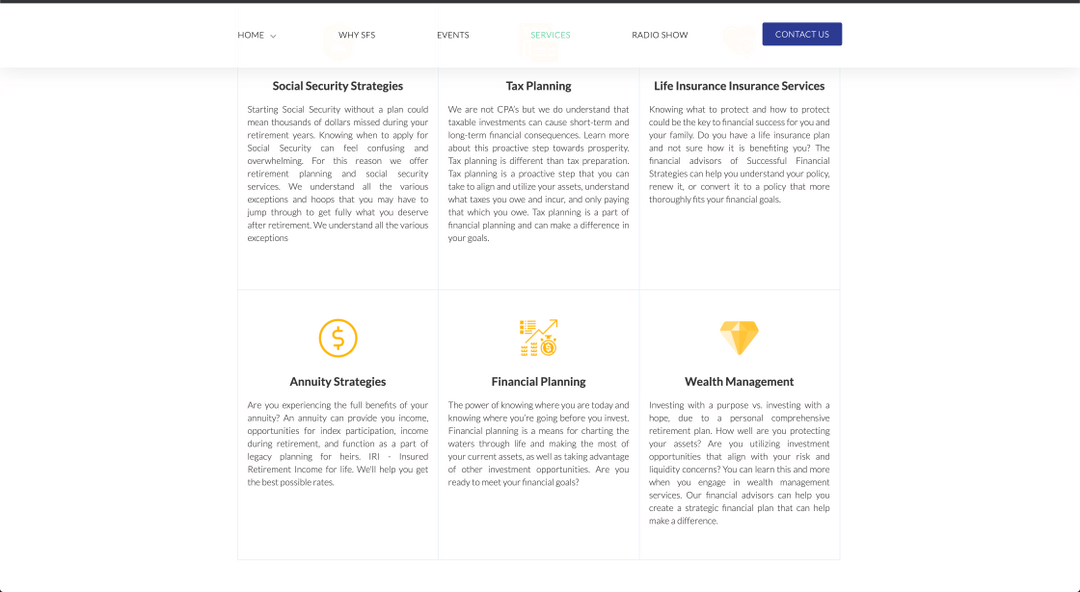 HOME WHY SFS EVENTS SERVICES RADIO SHOW CONTACT US
Social Security Strategies
Starting Social Security without a plan could
mean thousands of dollars missed during your
retirement years. Knowing when to apply for
Social Security can feel confusing and
overwhelming. For this reason we offer
retirement planning and social security
services. We understand all the various
exceptions and hoops that you may have to
jump through to get fully what you deserve
after retirement. We understand all the various
exceptions
Tax Planning
We are not CPA's but we do understand that
taxable investments can cause short-term and
long-term financial consequences. Learn more
about this proactive step towards prosperity.
Tax planning is different than tax preparation.
Tax planning is a proactive step that you can
take to align and utilize your assets, understand
what taxes you owe and incur, and only paying
that which you owe. Tax planning is a part of
financial planning and can make a difference in
your goals.
Life Insurance Insurance Services
Knowing what to protect and how to protect
could be the key to financial success for you and
your family. Do you have a life insurance plan
and not sure how it is benefiting you? The
financial advisors of Successful Financial
Strategies can help you understand your policy,
renew it, or convert it to a policy that more
thoroughly fits your financial goals.
Annuity Strategies
Are you experiencing the full benefits of your
annuity? An annuity can provide you income,
opportunities for index participation, income
during retirement, and function as a part of
legacy planning for heirs. IRI - Insured
Retirement Income for life. We'll help you get
the best possible rates.
Financial Planning
The power of knowing where you are today and
knowing where you're going before you invest.
Financial planning is a means for charting the
waters through life and making the most of
your current assets, as well as taking advantage
of other investment opportunities. Are you
ready to meet your financial goals?
Wealth Management
Investing with a purpose vs. investing with a
hope, due to a personal comprehensive
retirement plan. How well are you protecting
your assets? Are you utilizing investment
opportunities that align with your risk and
liquidity concerns? You can learn this and more
when you engage in wealth management
services. Our financial advisors can help you
create a strategic financial plan that can help
make a difference.